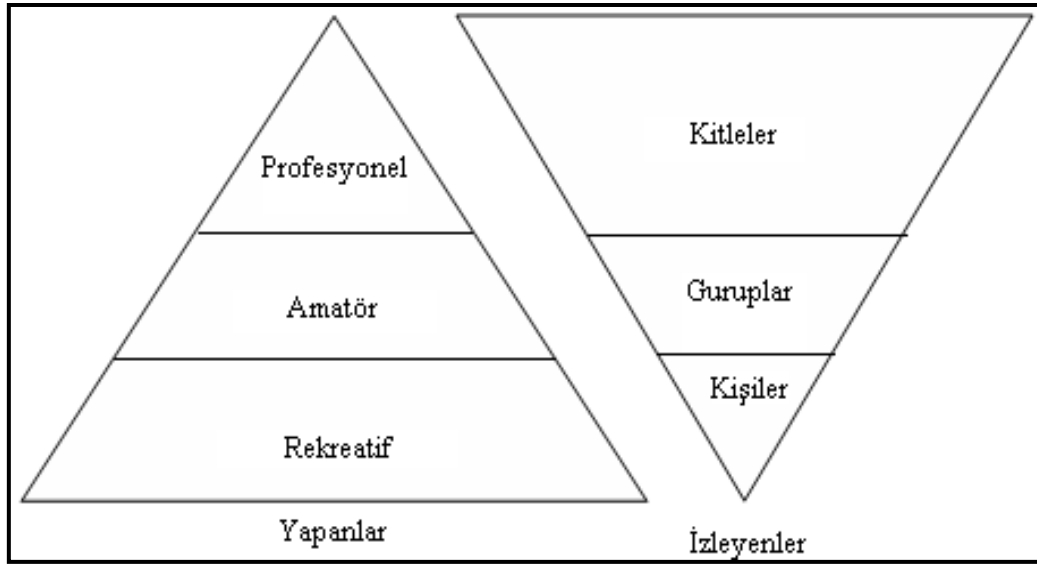 Profesyonel
Amatör
Rekreatif
Yapanlar
Kitleler
Guruplar
Kişiler
İzleyenler